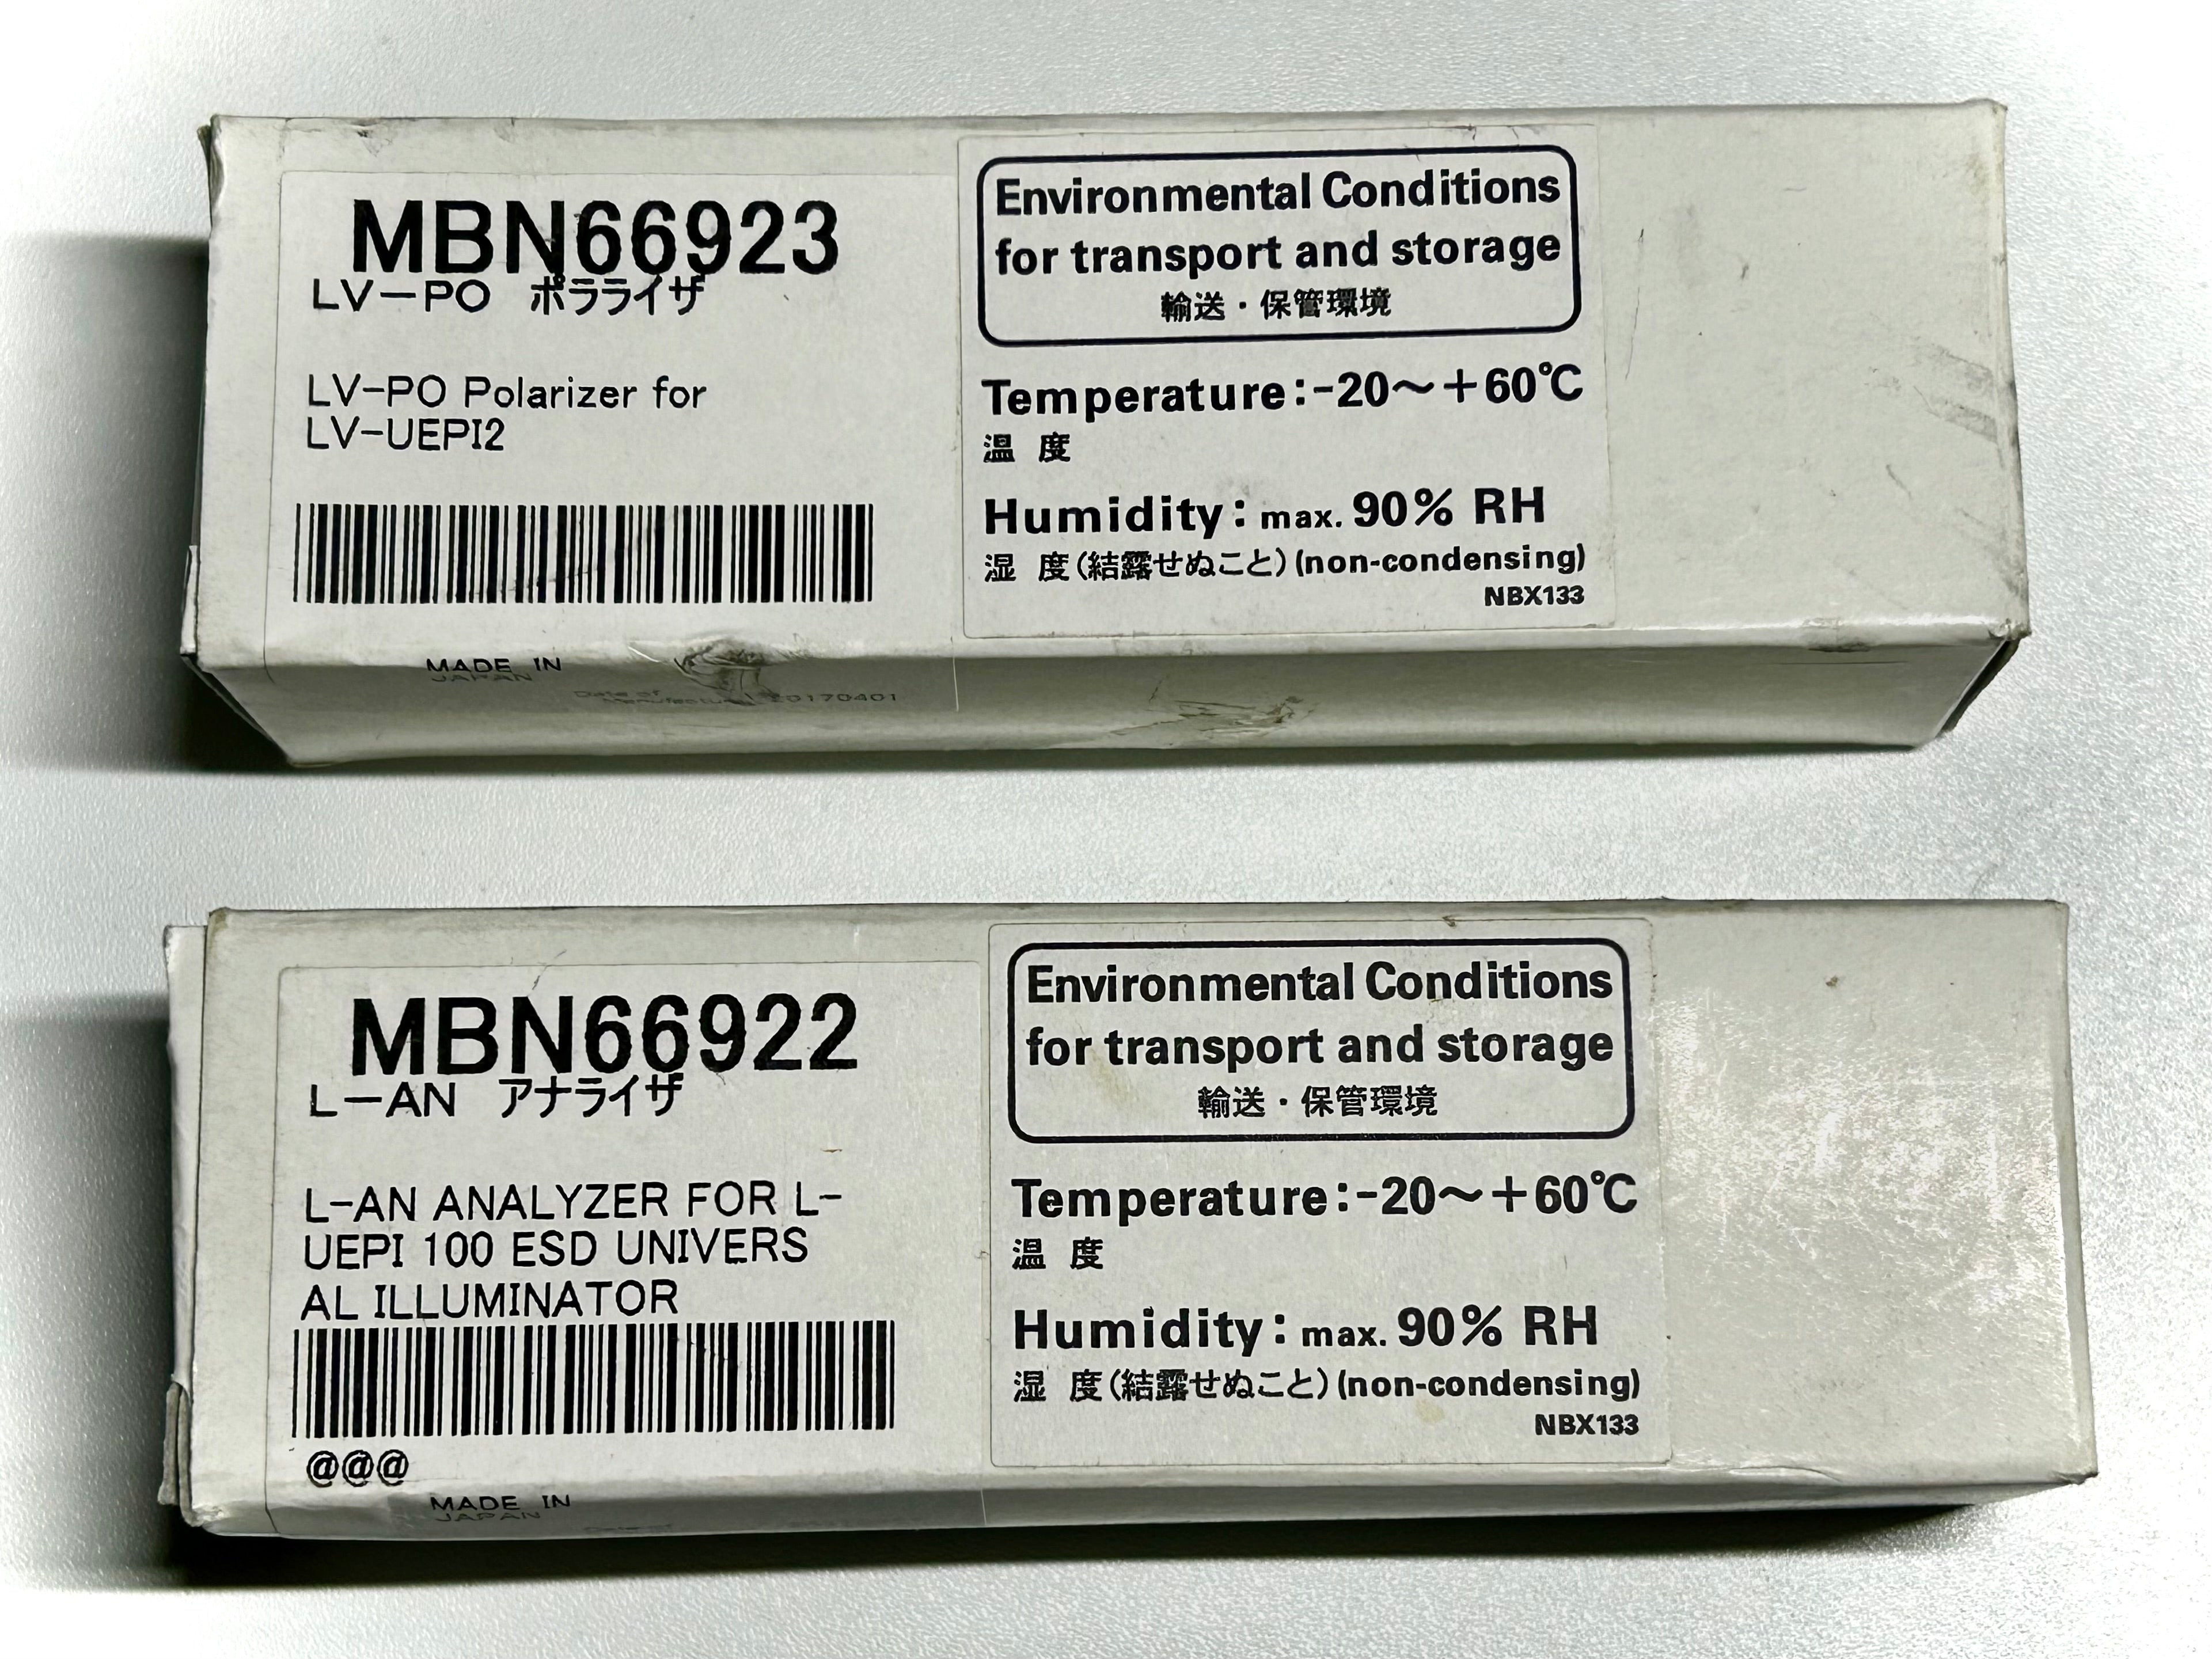 MBN66923
LV-PO ポラライザ
LV-PO Polarizer for
LV-UEPI2
MADE IN
JAPAN
Date of
Manufacture 20170401
Environmental Conditions
for transport and storage
輸送・保管環境
Temperature:-20～+60℃
温 度
Humidity: max. 90% RH
湿 度(結露せぬこと)(non-condensing)
NBX133
MBN66922
L-AN アナライザ
L-AN ANALYZER FOR L-
UEPI 100 ESD UNIVERS
AL ILLUMINATOR
@@@
MADE IN
JAPAN
Environmental Conditions
for transport and storage
輸送・保管環境
Temperature:-20～+60℃
温 度
Humidity: max. 90% RH
湿 度(結露せぬこと)(non-condensing)
NBX133